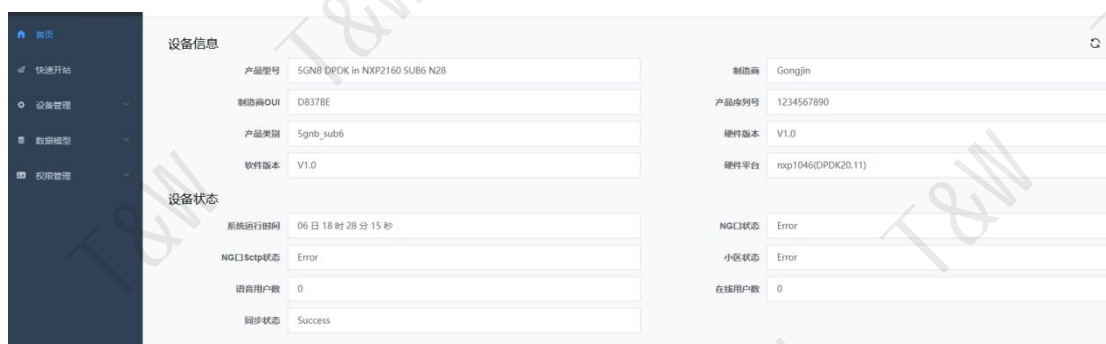 首页
快速开站
设备管理
数据模型
权限管理
设备信息
产品型号 5GNB DPDK in NXP2160 SUB6 N28 制造商 Gongjin
制造商OUI D837BE 产品序列号 1234567890
产品类别 5gnb_sub6 硬件版本 V1.0
软件版本 V1.0 硬件平台 nxp1046(DPDK20.11)
设备状态
系统运行时间 06 日 18 时 28 分 15 秒 NG口状态 Error
NG口Sctp状态 Error 小区状态 Error
语音用户数 0 在线用户数 0
同步状态 Success
T&W
T&W
T&W